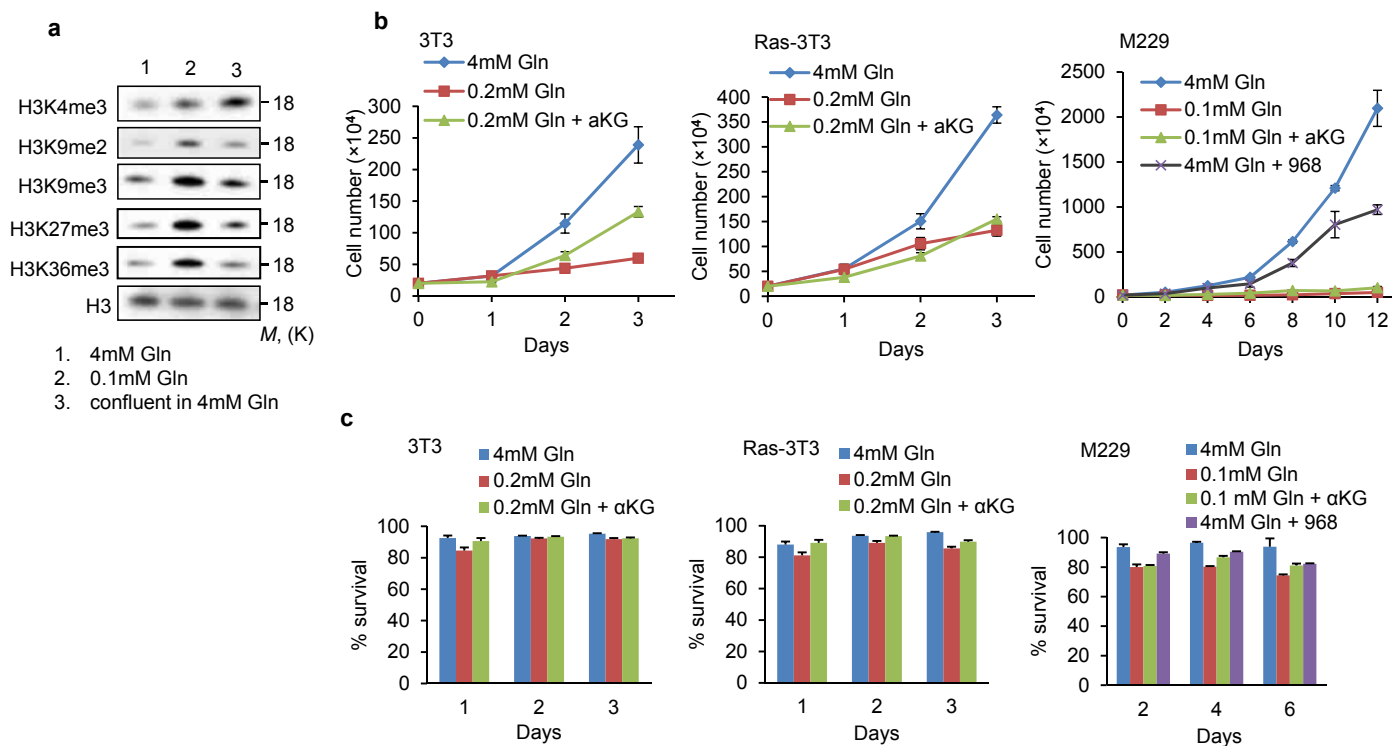 a
1 2 3
H3K4me3 18
H3K9me2
H3K9me3 18
H3K27me3 18
H3K36me3 18
H3 18
M, (K)
1. 4mM Gln
2. 0.1mM Gln
3. confluent in 4mM Gln
b
3T3
4mM Gln
0.2mM Gln
0.2mM Gln + aKG
Cell number (×10⁴)
300
250
200
150
100
50
0
0 1 2 3
Days
Ras-3T3
4mM Gln
0.2mM Gln
0.2mM Gln + aKG
Cell number (×10⁴)
400
350
300
250
200
150
100
50
0
0 1 2 3
Days
M229
4mM Gln
0.1mM Gln
0.1mM Gln + aKG
4mM Gln + 968
Cell number (×10⁴)
2500
2000
1500
1000
500
0
0 2 4 6 8 10 12
Days
c
3T3
4mM Gln
0.2mM Gln
0.2mM Gln + αKG
% survival
100
80
60
40
20
0
1 2 3
Days
Ras-3T3
4mM Gln
0.2mM Gln
0.2mM Gln + αKG
% survival
100
80
60
40
20
0
1 2 3
Days
M229
4mM Gln
0.1mM Gln
0.1 mM Gln + αKG
4mM Gln + 968
% survival
100
80
60
40
20
0
2 4 6
Days